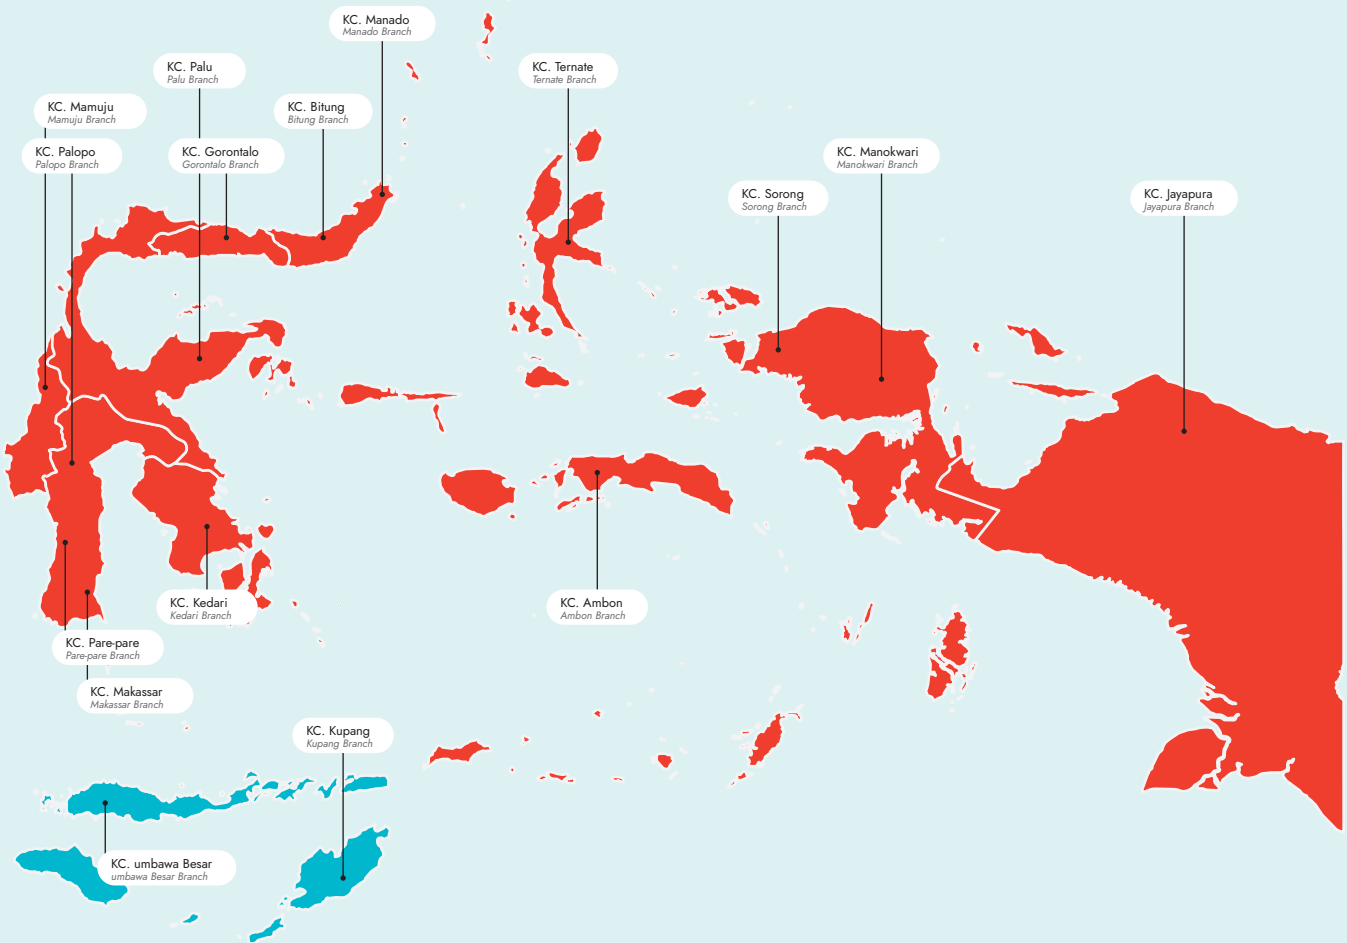 KC. Manado
Manado Branch
KC. Palu
Palu Branch
KC. Ternate
Ternate Branch
KC. Mamuju
Mamuju Branch
KC. Bitung
Bitung Branch
KC. Palopo
Palopo Branch
KC. Gorontalo
Gorontalo Branch
KC. Manokwari
Manokwari Branch
KC. Sorong
Sorong Branch
KC. Jayapura
Jayapura Branch
KC. Kedari
Kedari Branch
KC. Ambon
Ambon Branch
KC. Pare-pare
Pare-pare Branch
KC. Makassar
Makassar Branch
KC. Kupang
Kupang Branch
KC. umbawa Besar
umbawa Besar Branch